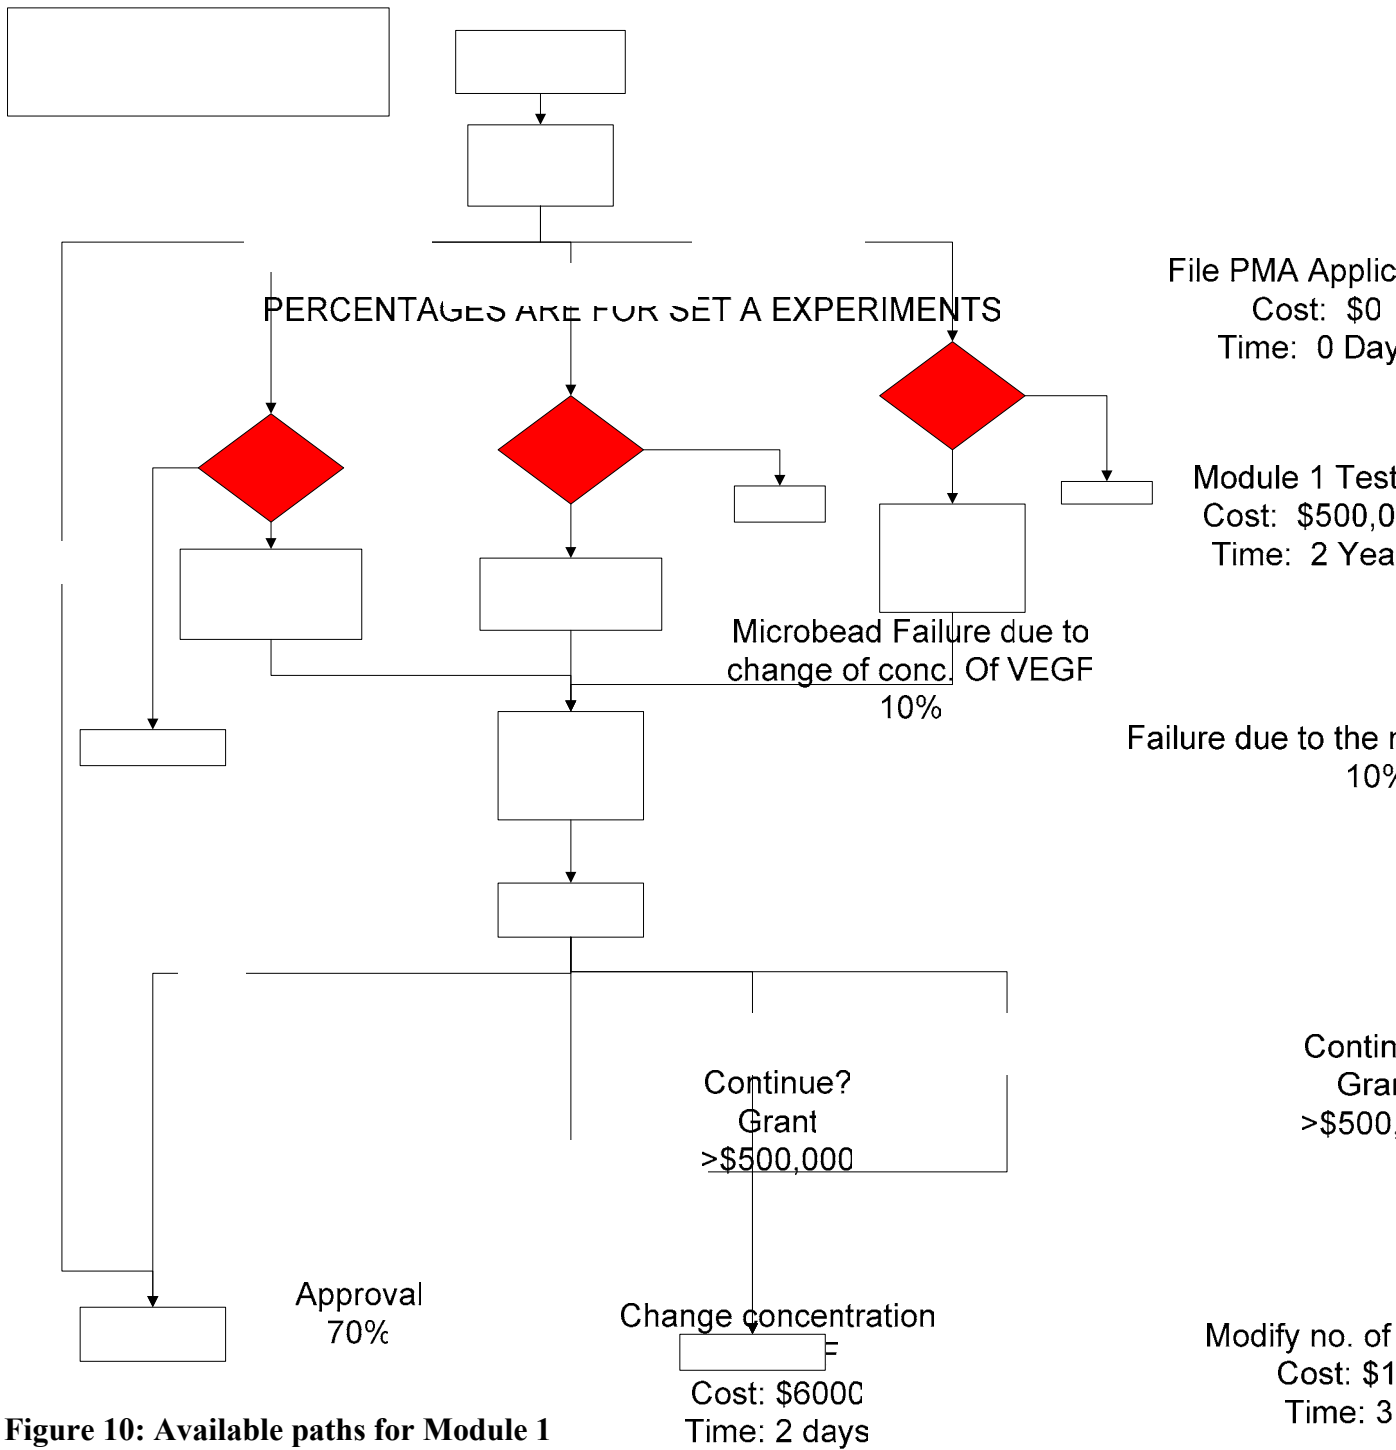 PERCENTAGES ARE FOR SET A EXPERIMENTS
File PMA Applic
Cost: $0
Time: 0 Day
Module 1 Test
Cost: $500,0
Time: 2 Yea
Microbead Failure due to
change of conc. Of VEGF
10%
Failure due to the
10%
Continue?
Grant
>$500,000
Contin
Gran
>$500,
Approval
70%
Change concentration
Cost: $6000
Time: 2 days
Modify no. of
Cost: $1
Time: 3
Figure 10: Available paths for Module 1